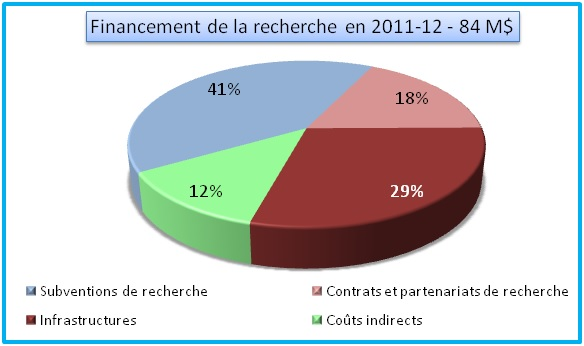 Financement de la recherche en 2011-12 - 84 M$
41%
18%
12%
29%
Subventions de recherche
Contrats et partenariats de recherche
Infrastructures
Coûts indirects